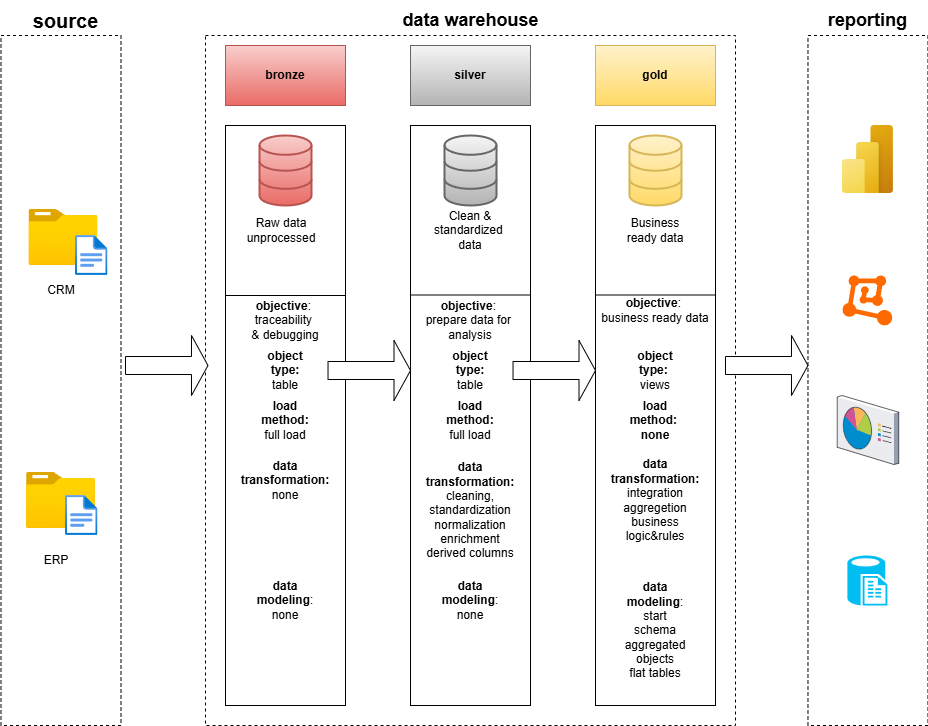 source
data warehouse
reporting
bronze
silver
gold
CRM
ERP
Raw data
unprocessed
objective:
traceability
& debugging
object
type:
table
load
method:
full load
data
transformation:
none
data
modeling:
none
Clean &
standardized
data
objective:
prepare data for
analysis
object
type:
table
load
method:
full load
data
transformation:
cleaning,
standardization
normalization
enrichment
derived columns
data
modeling:
none
Business
ready data
objective:
business ready data
object
type:
views
load
method:
none
data
transformation:
integration
aggregetion
business
logic&rules
data
modeling:
start
schema
aggregated
objects
flat tables